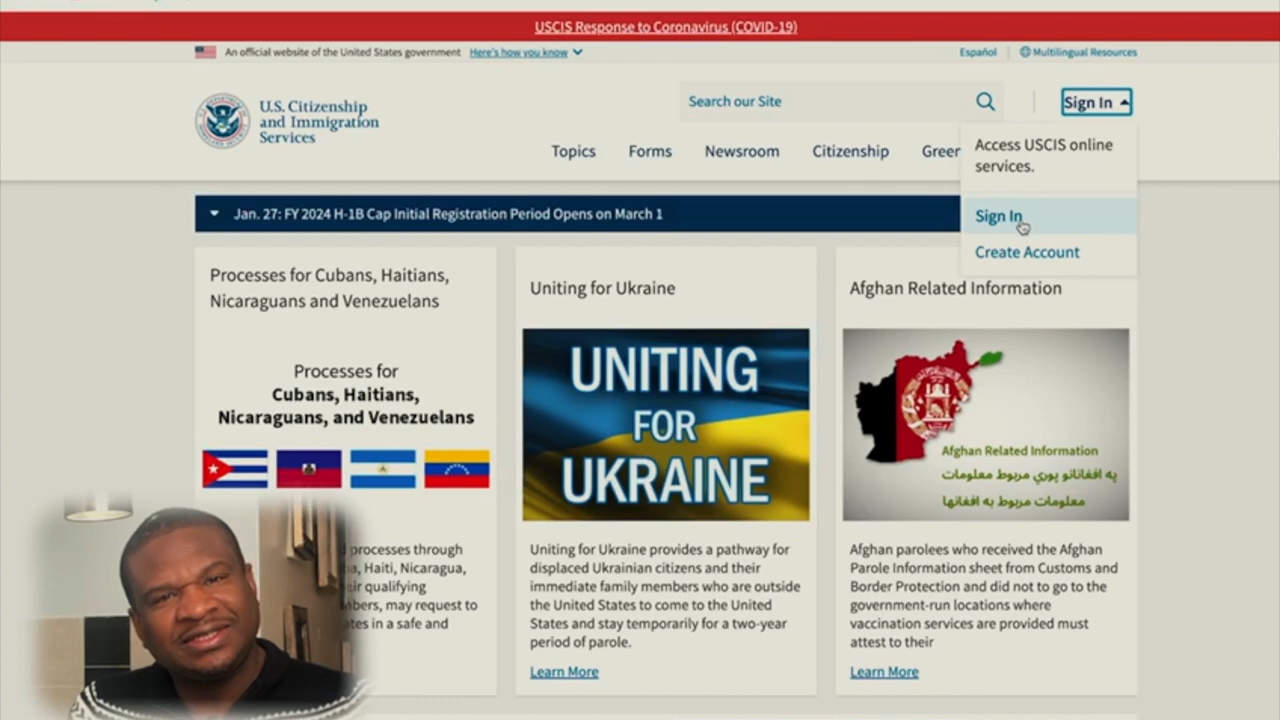 USCIS Response to Coronavirus (COVID-19)
An official website of the United States government Here's how you know
Español
Multilingual Resources
U.S. Citizenship
and Immigration
Services
Search our Site
Sign In
Topics Forms Newsroom Citizenship Green
Access USCIS online
services.
Sign In
Create Account
Jan. 27: FY 2024 H-1B Cap Initial Registration Period Opens on March 1
Processes for Cubans, Haitians,
Nicaraguans and Venezuelans
Processes for
Cubans, Haitians,
Nicaraguans, and Venezuelans
processes through
Haiti, Nicaragua,
qualifying
may request to
in a safe and
Uniting for Ukraine
UNITING
FOR
UKRAINE
Uniting for Ukraine provides a pathway for
displaced Ukrainian citizens and their
immediate family members who are outside
the United States to come to the United
States and stay temporarily for a two-year
period of parole.
Learn More
Afghan Related Information
Afghan Related Information
په افغانانو پورې مربوط معلومات
معلومات مربوط به افغانها
Afghan parolees who received the Afghan
Parole Information sheet from Customs and
Border Protection and did not to go to the
government-run locations where
vaccination services are provided must
attest to their
Learn More